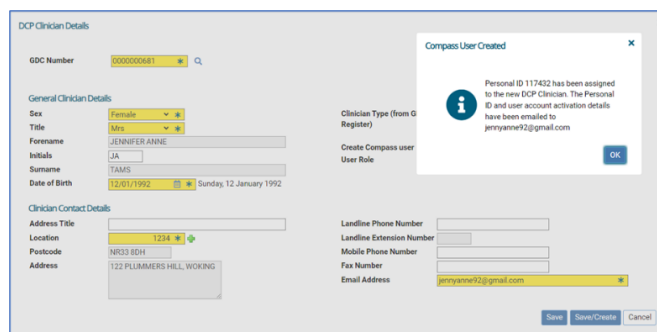 DCP Clinician Details
GDC Number 0000000681 *
General Clinician Details
Sex Female *
Title Mrs *
Forename JENNIFER ANNE
Initials JA
Surname TAMS
Date of Birth 12/01/1992 * Sunday, 12 January 1992
Clinician Type (from G
Register)
Create Compass user
User Role
Compass User Created ×
Personal ID 117432 has been assigned
to the new DCP Clinician. The Personal
ID and user account activation details
have been emailed to
jennyanne92@gmail.com
OK
Clinician Contact Details
Address Title
Location 1234 *
Postcode NR33 8DH
Address 122 PLUMMERS HILL, WOKING
Landline Phone Number
Landline Extension Number
Mobile Phone Number
Fax Number
Email Address jennyanne92@gmail.com *
Save Save/Create Cancel